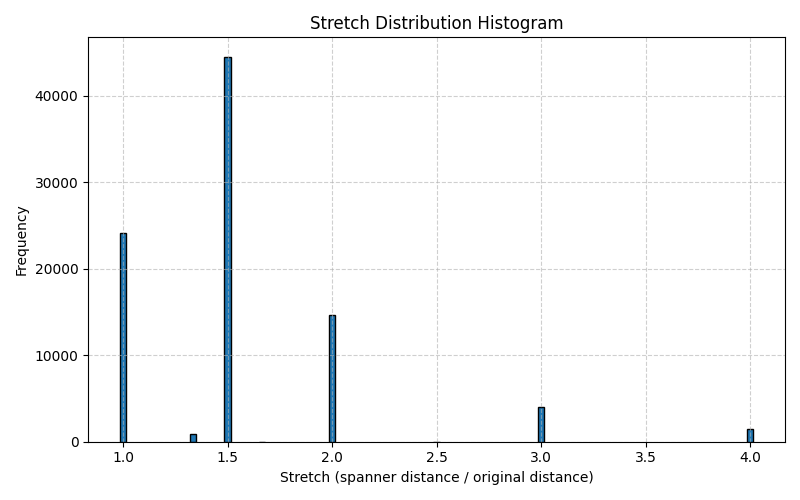 Stretch Distribution Histogram
40000
30000
20000
10000
0
Frequency
1.0 1.5 2.0 2.5 3.0 3.5 4.0
Stretch (spanner distance / original distance)